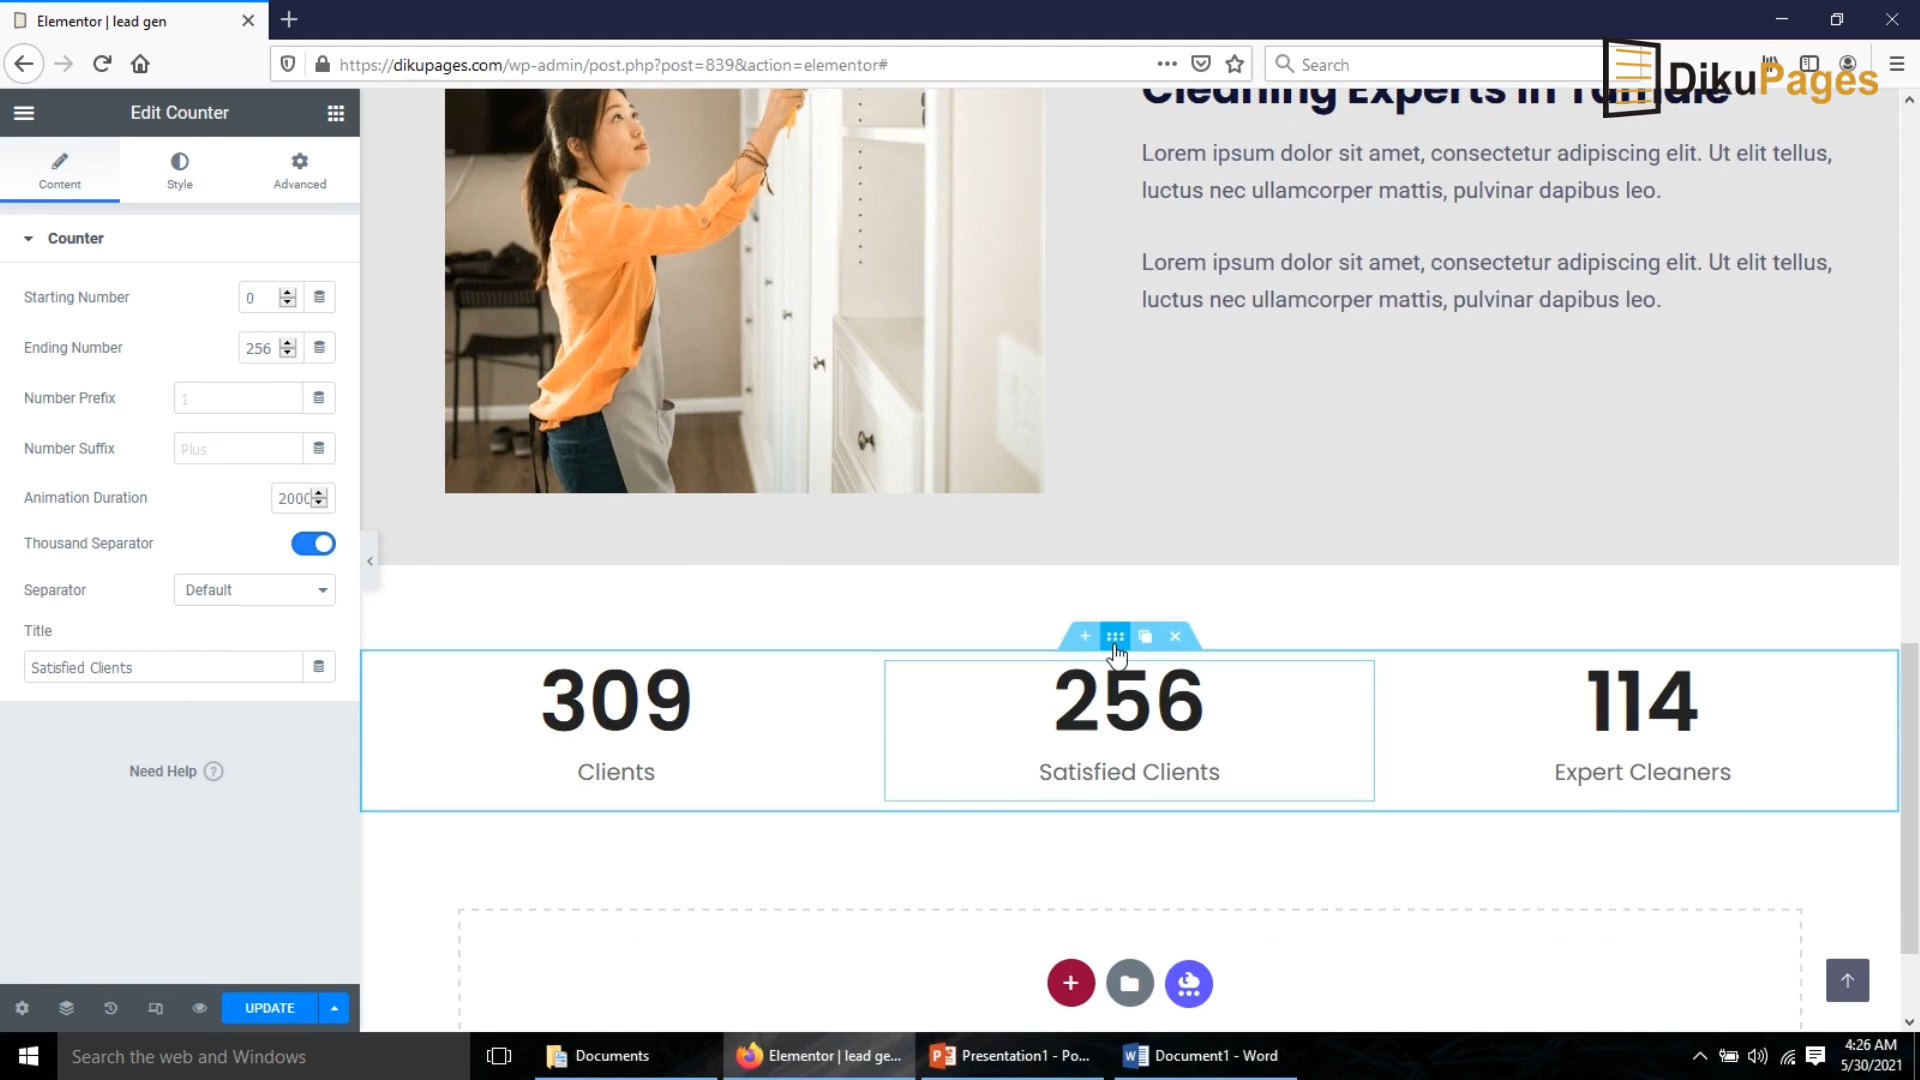 Elementor | lead gen
https://dikupages.com/wp-admin/post.php?post=839&action=elementor#
Search
DikuPages
Edit Counter
Content
Style
Advanced
Counter
Starting Number
0
Ending Number
256
Number Prefix
1
Number Suffix
Plus
Animation Duration
2000
Thousand Separator
Separator
Default
Title
Satisfied Clients
Need Help ?
UPDATE
Cleaning Experts in
Lorem ipsum dolor sit amet, consectetur adipiscing elit. Ut elit tellus,
luctus nec ullamcorper mattis, pulvinar dapibus leo.
Lorem ipsum dolor sit amet, consectetur adipiscing elit. Ut elit tellus,
luctus nec ullamcorper mattis, pulvinar dapibus leo.
309
256
114
Clients
Satisfied Clients
Expert Cleaners
Search the web and Windows
Documents
Elementor | lead ge...
Presentation1 - Po...
Document1 - Word
4:26 AM
5/30/2021